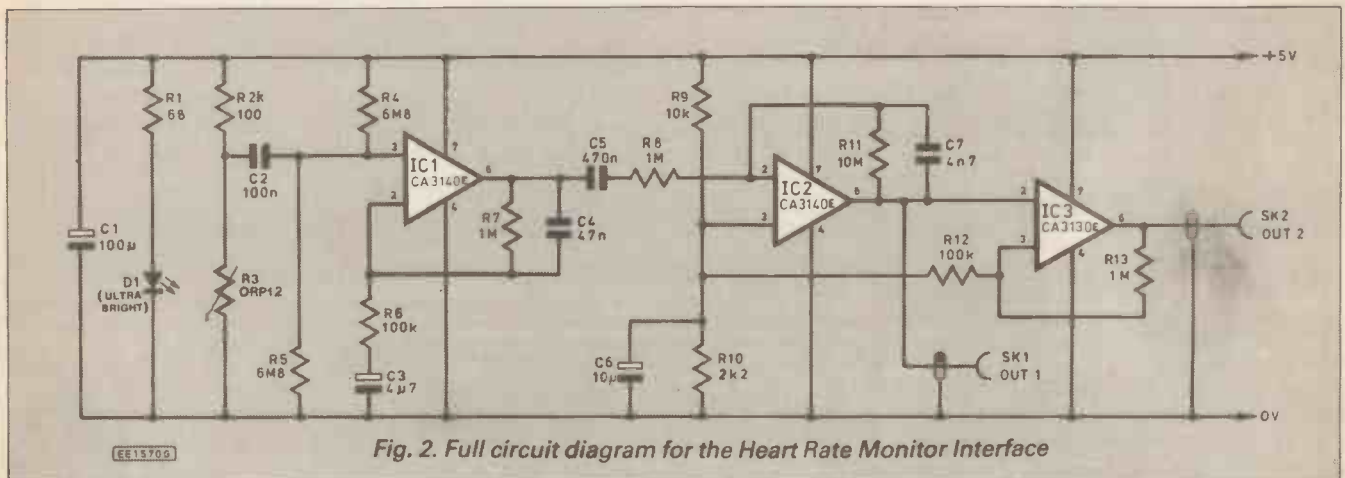 +5V
R1
68
R2k
100
R4
6M8
R9
10k
C2
100n
3
2
7
6
4
IC1
CA3140E
R7
1M
C4
47n
C5
470n
R8
1M
2
3
7
6
4
IC2
CA3140E
R11
10M
C7
4n7
2
3
7
6
4
IC3
CA3130E
R12
100k
R13
1M
SK2
OUT 2
C1
100µ
D1
(ULTRA
BRIGHT)
R3
ORP12
R5
6M8
R6
100k
C3
4µ7
C6
10µ
R10
2k2
SK1
OUT 1
0V
EE1570G
Fig. 2. Full circuit diagram for the Heart Rate Monitor Interface